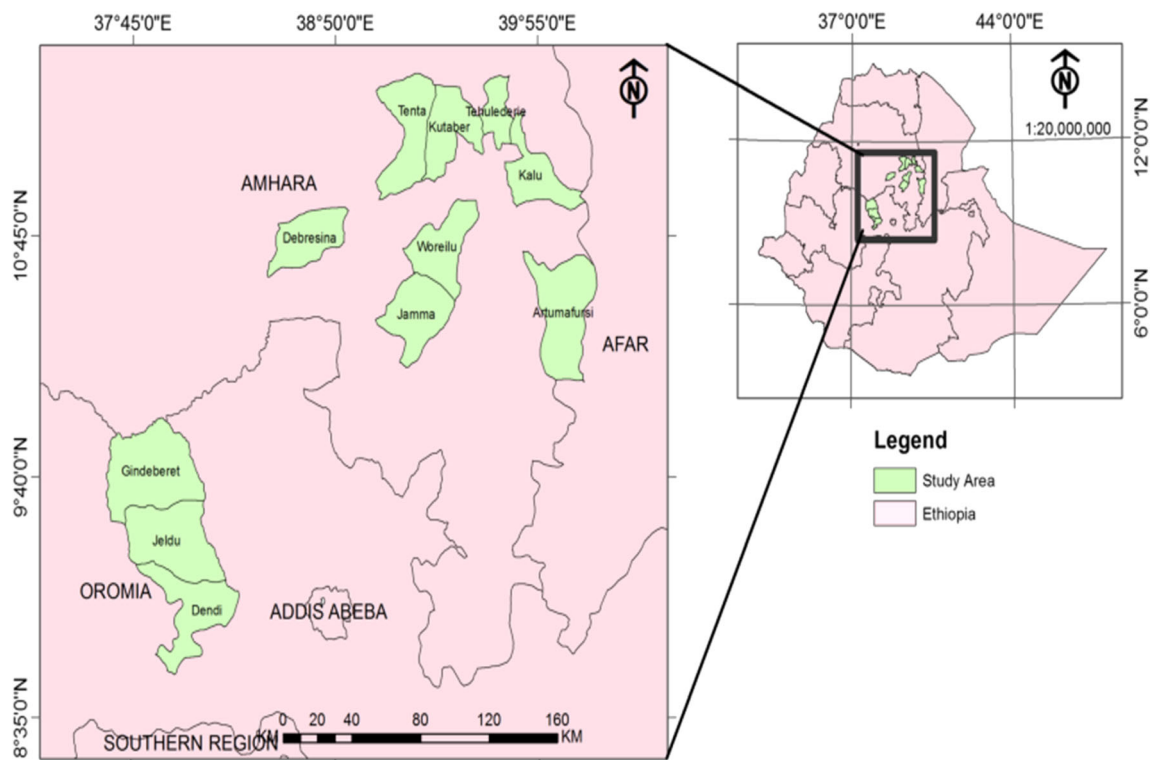 37°45'0"E 38°50'0"E 39°55'0"E
37°0'0"E 44°0'0"E
N
N
1:20,000,000
12°0'0"N
6°0'0"N
10°45'0"N
9°40'0"N
8°35'0"N
Tenta
Kutaber
Tehulederie
Kalu
AMHARA
Debresina
Woreilu
Jamma
Artumafursi
AFAR
Gindeberet
Jeldu
OROMIA
Dendi
ADDIS ABEBA
SOUTHERN REGION
0 20 40 80 120 160
KM KM
Legend
Study Area
Ethiopia